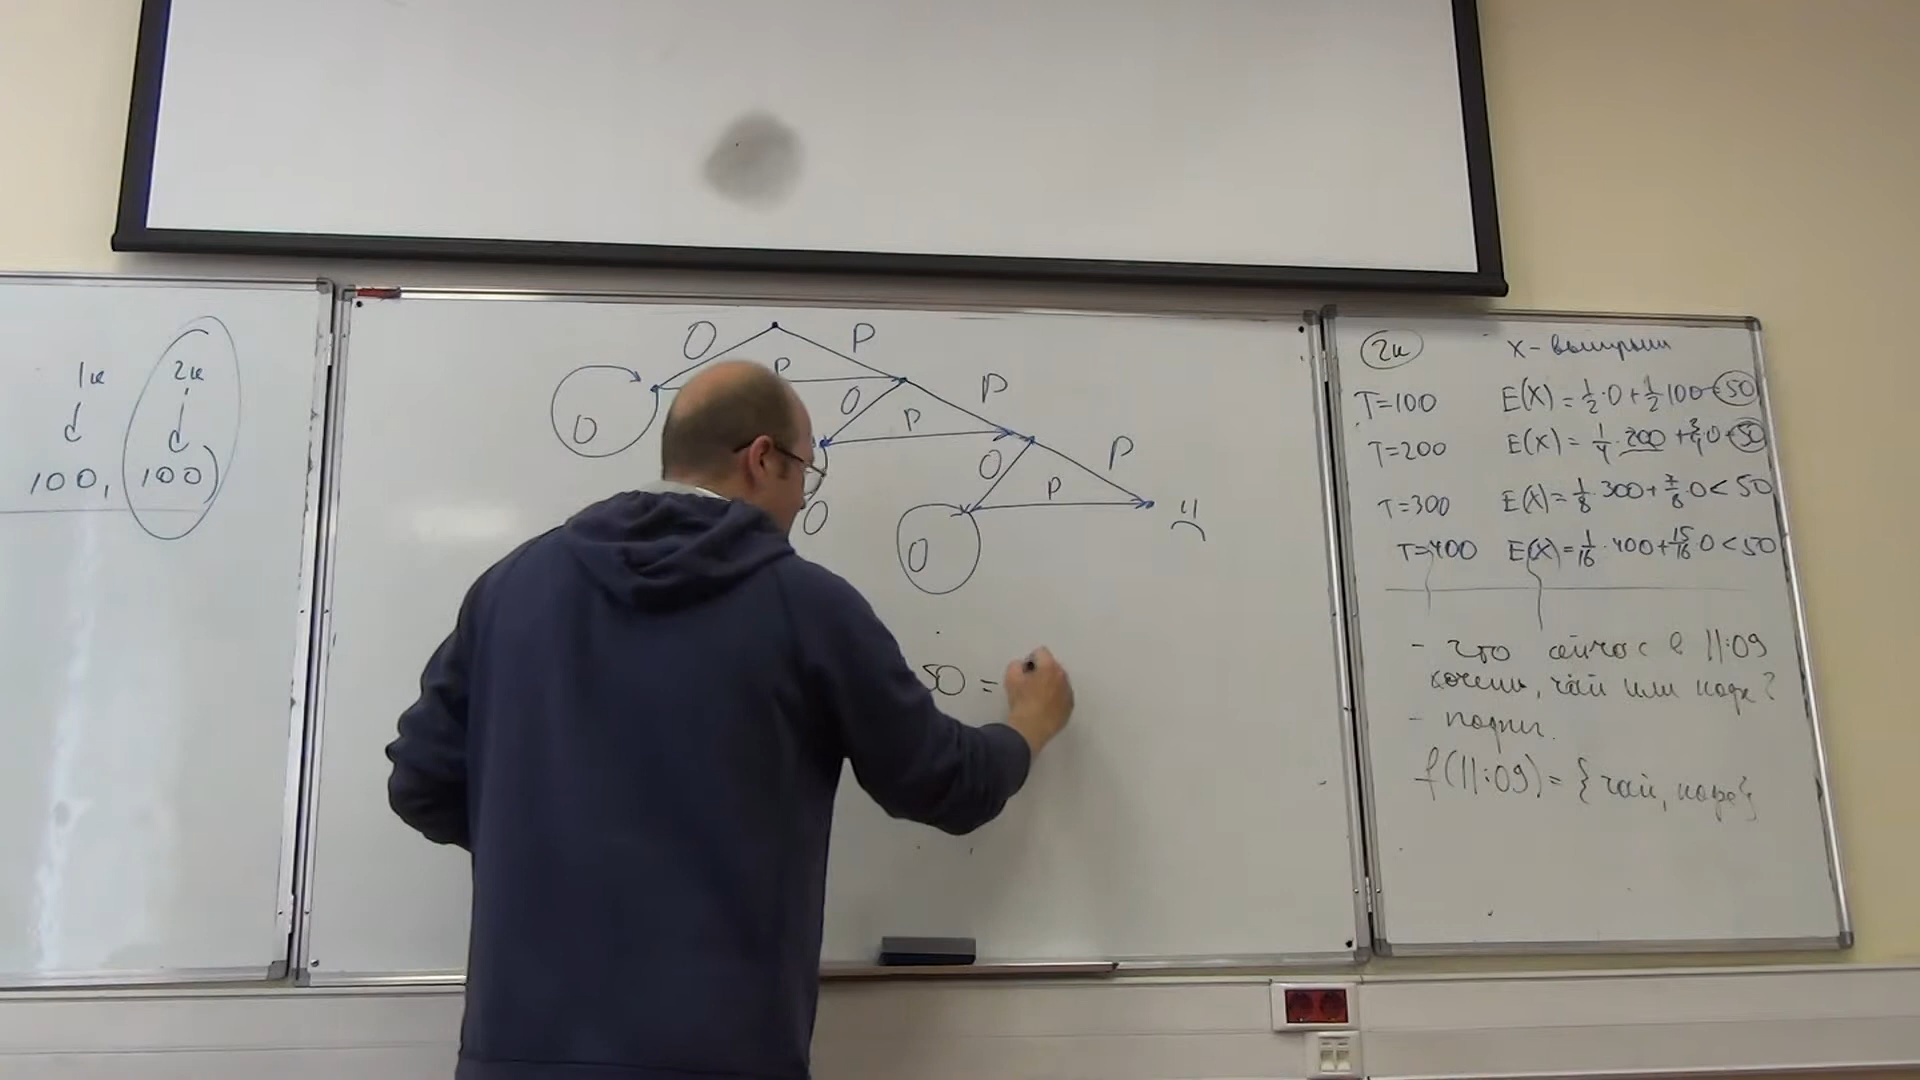 1к 2к
100, 100)
О Р
О Р О Р Р
О О Р О Р Р
О
50 =
2к X - выигрыш
T=100 E(X) = 1/2·0 + 1/2 100 = 50
T=200 E(X) = 1/4·200 + 3/4·0 = 50
T=300 E(X) = 1/8·300 + 7/8·0 < 50
T=400 E(X) = 1/16·400 + 15/16·0 < 50
- что сейчас в 11:09
хочешь, чай или кофе?
-
f(11:09) = {чай, кофе}